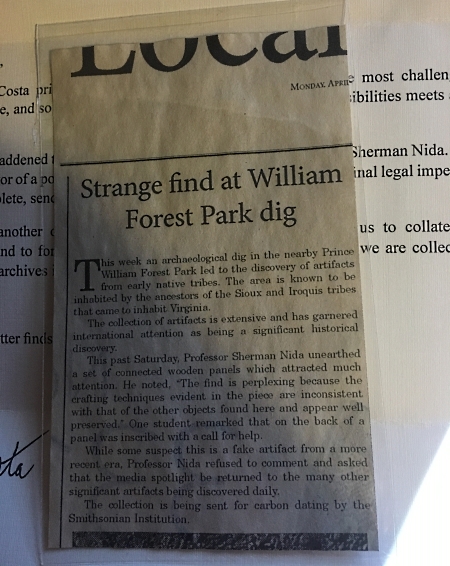 Local
MONDAY, APRIL
Strange find at William
Forest Park dig
This week an archaeological dig in the nearby Prince
William Forest Park led to the discovery of artifacts
from early native tribes. The area is known to be
inhabited by the ancestors of the Sioux and Iroquis tribes
that came to inhabit Virginia.
The collection of artifacts is extensive and has garnered
international attention as being a significant historical
discovery.
This past Saturday, Professor Sherman Nida unearthed
a set of connected wooden panels which attracted much
attention. He noted, "The find is perplexing because the
crafting techniques evident in the piece are inconsistent
with that of the other objects found here and appear well
preserved." One student remarked that on the back of a
panel was inscribed with a call for help.
While some suspect this is a fake artifact from a more
recent era, Professor Nida refused to comment and asked
that the media spotlight be returned to the many other
significant artifacts being discovered daily.
The collection is being sent for carbon dating by the
Smithsonian Institution.
Costa pri
e, and so
addened
or of a po
plete, send
another
nd to for
archives
tter finds
sta
most challen
ibilities meets
Sherman Nida.
inal legal impe
us to collate
we are collec